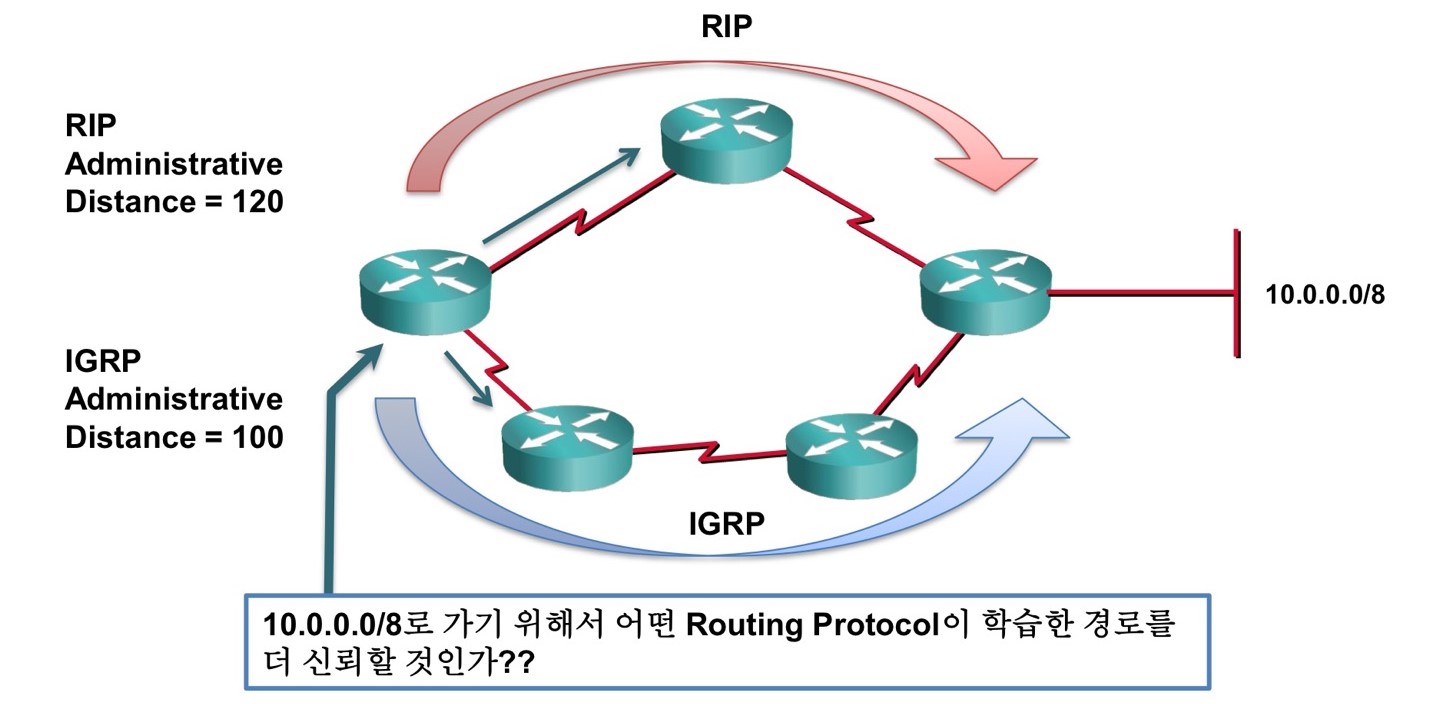 RIP
RIP
Administrative
Distance = 120
10.0.0.0/8
IGRP
Administrative
Distance = 100
IGRP
10.0.0.0/8로 가기 위해서 어떤 Routing Protocol이 학습한 경로를
더 신뢰할 것인가??